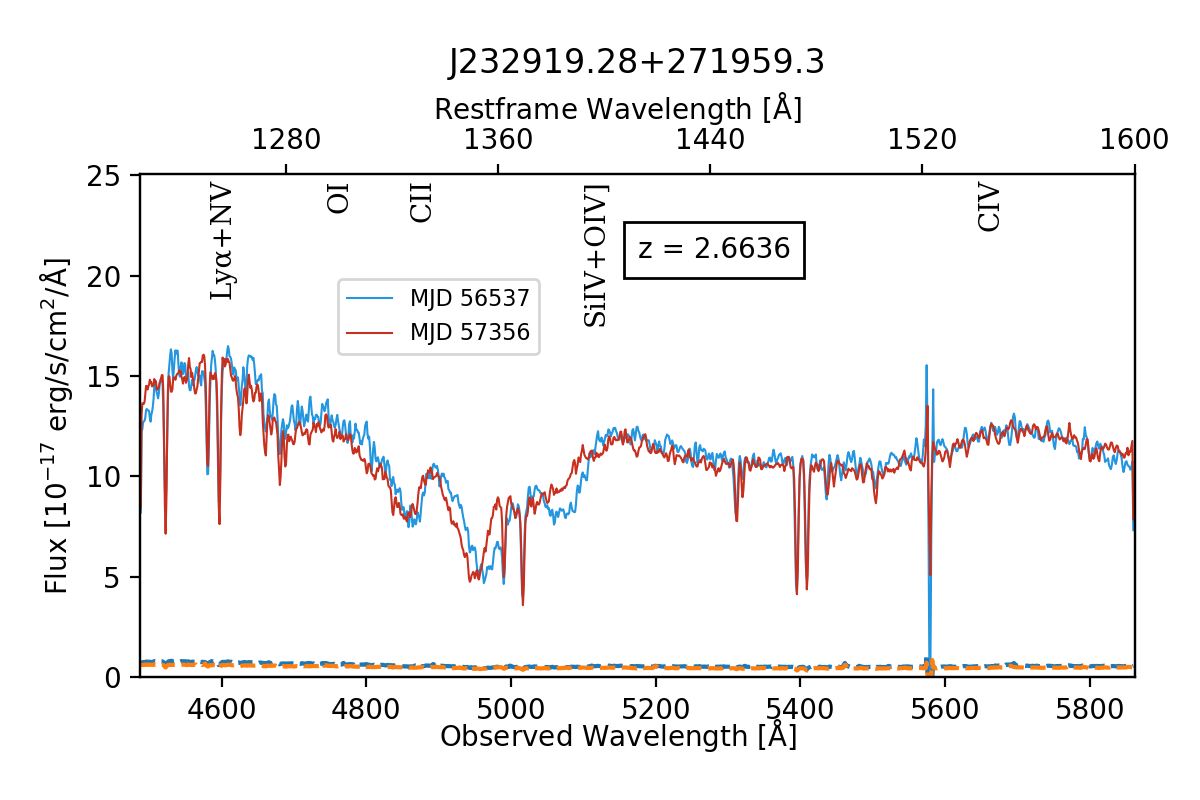 J232919.28+271959.3
Restframe Wavelength [Å]
1280 1360 1440 1520 1600
Lyα+NV
OI
CII
SiIV+OIV]
CIV
z = 2.6636
MJD 56537
MJD 57356
Flux [10⁻¹⁷ erg/s/cm²/Å]
25
20
15
10
5
0
4600 4800 5000 5200 5400 5600 5800
Observed Wavelength [Å]